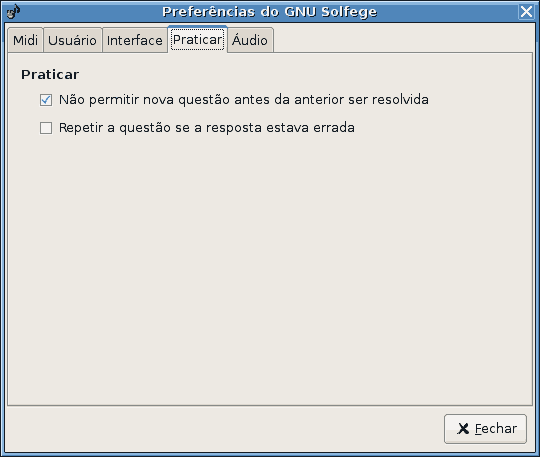 Preferências do GNU Solfege
Midi Usuário Interface Praticar Áudio
Praticar
Não permitir nova questão antes da anterior ser resolvida
Repetir a questão se a resposta estava errada
Fechar